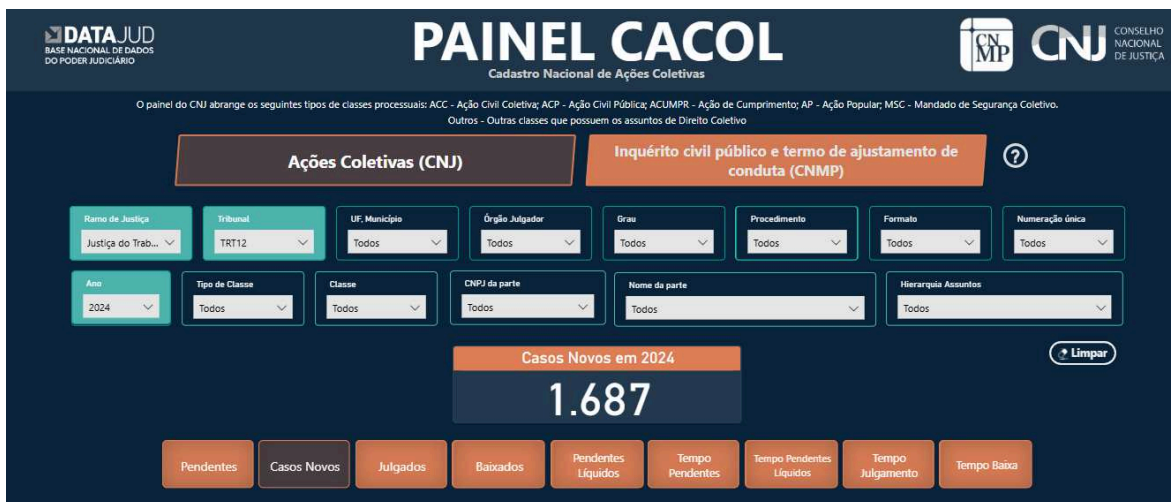 DATAJUD
BASE NACIONAL DE DADOS
DO PODER JUDICIÁRIO
PAINEL CACOL
Cadastro Nacional de Ações Coletivas
CN
MP
CNJ
CONSELHO
NACIONAL
DE JUSTIÇA
O painel do CNJ abrange os seguintes tipos de classes processuais: ACC - Ação Civil Coletiva; ACP - Ação Civil Pública; ACUMPR - Ação de Cumprimento; AP - Ação Popular; MSC - Mandado de Segurança Coletivo.
Outros - Outras classes que possuem os assuntos de Direito Coletivo
Ações Coletivas (CNJ)
Inquérito civil público e termo de ajustamento de
conduta (CNMP)
?
Ramo de Justiça
Justiça do Trab...
Tribunal
TRT12
UF, Município
Todos
Órgão Julgador
Todos
Grau
Todos
Procedimento
Todos
Formato
Todos
Numeração única
Todos
Ano
2024
Tipo de Classe
Todos
Classe
Todos
CNPJ da parte
Todos
Nome da parte
Todos
Hierarquia Assuntos
Todos
Casos Novos em 2024
1.687
Limpar
Pendentes
Casos Novos
Julgados
Baixados
Pendentes
Líquidos
Tempo
Pendentes
Tempo Pendentes
Líquidos
Tempo
Julgamento
Tempo Baixa